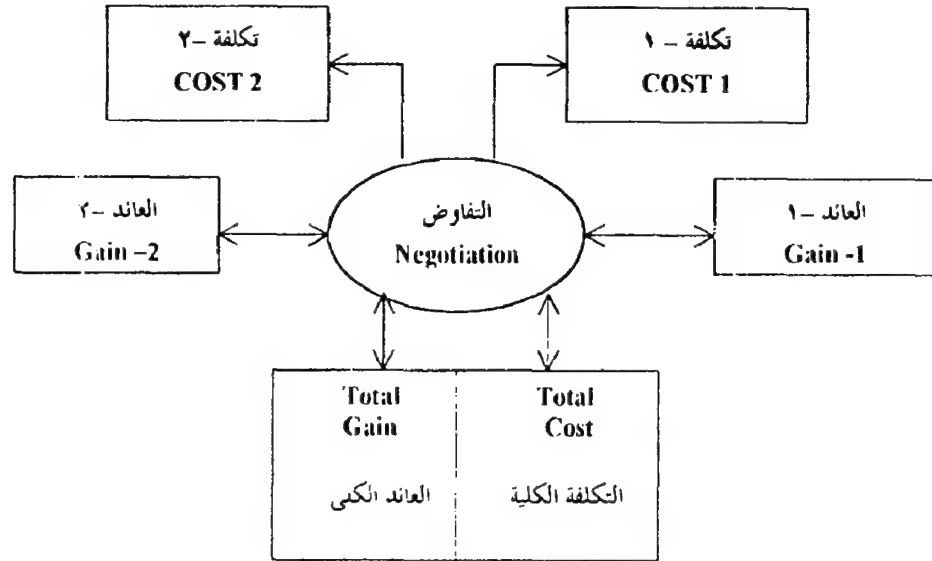 تكلفة – ١
COST 1
تكلفة – ٢
COST 2
العائد – ١
Gain -1
التفاوض
Negotiation
العائد – ٢
Gain –2
Total
Cost
التكلفة الكلية
Total
Gain
العائد الكلى